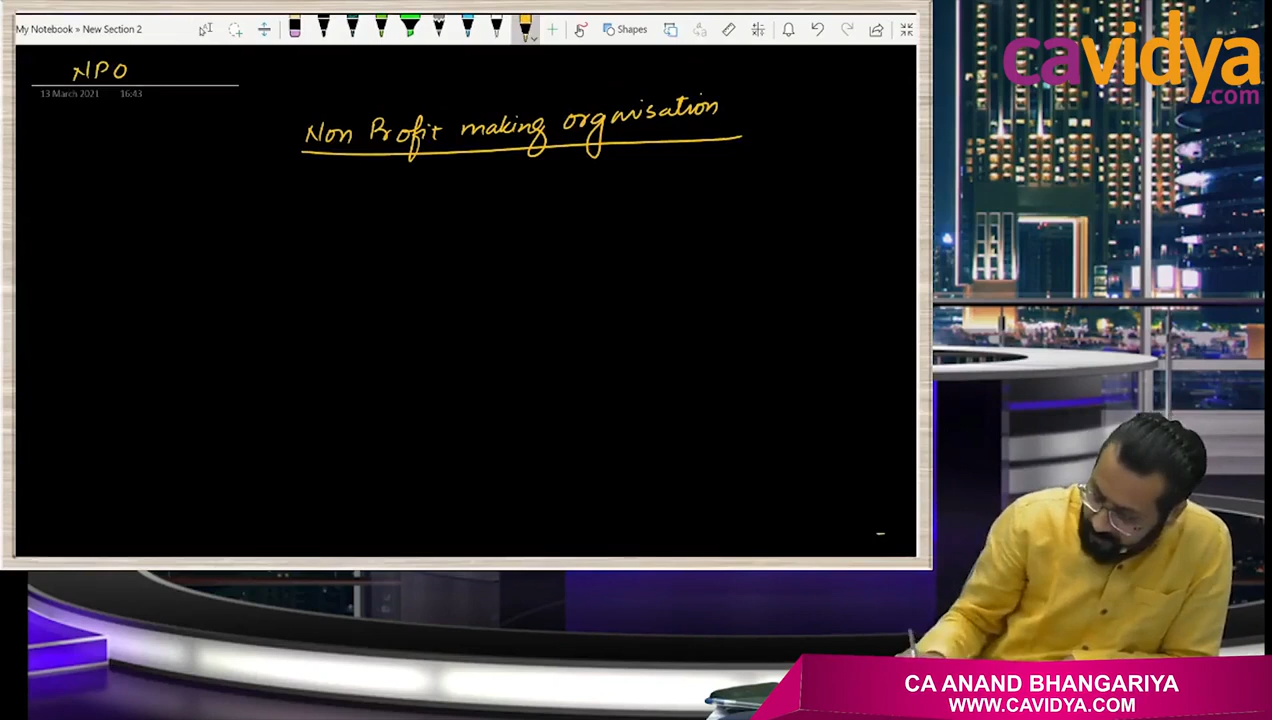 My Notebook » New Section 2
Shapes
NPO
13 March 2021 16:43
Non Profit making organisation
cavidya
.com
CA ANAND BHANGARIYA
WWW.CAVIDYA.COM